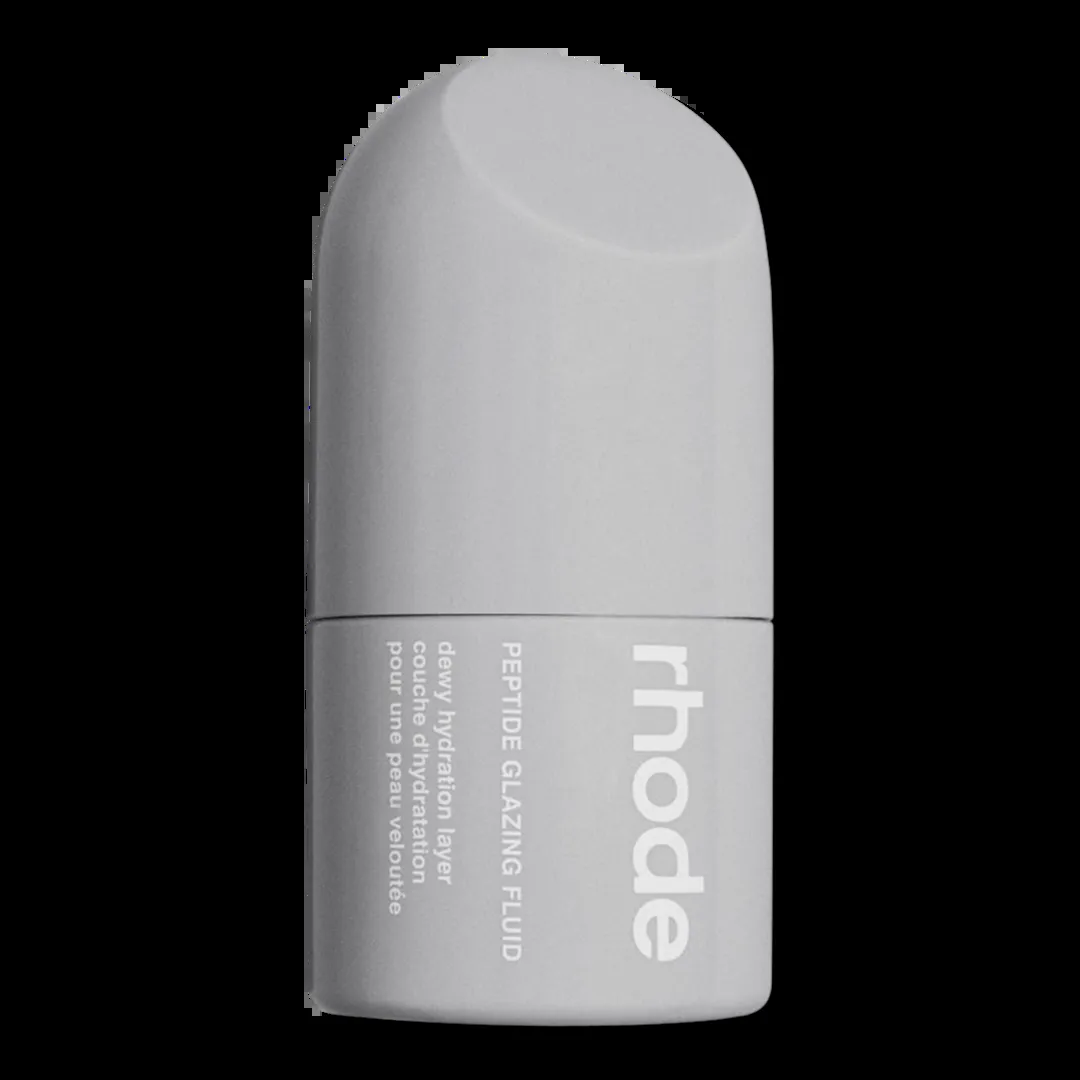 rhode
PEPTIDE GLAZING FLUID
dewy hydration layer
couche d'hydratation
pour une peau veloutée